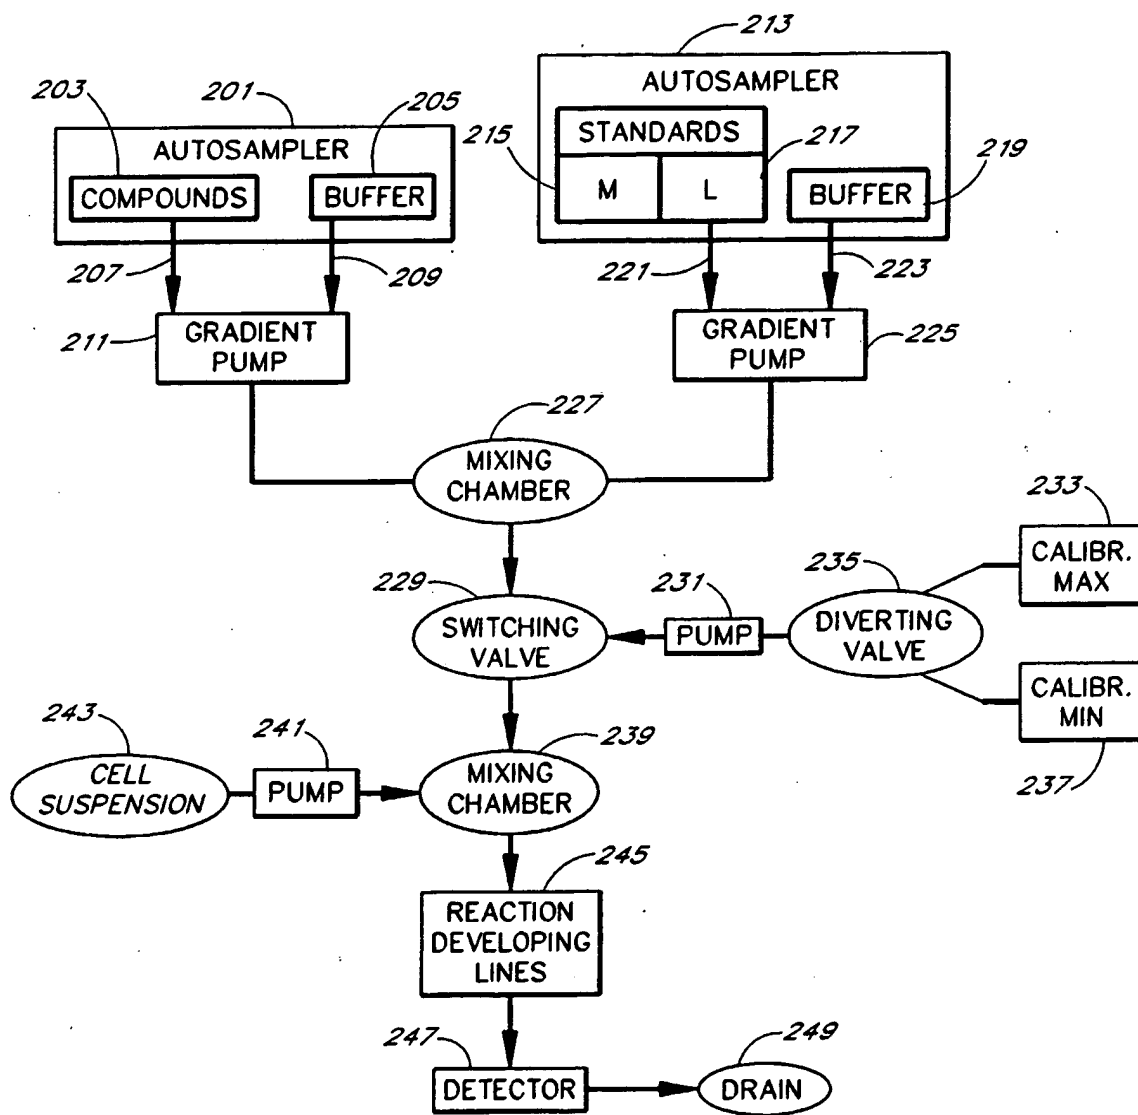 213
AUTOSAMPLER
203
201
205
215
STANDARDS
217
219
AUTOSAMPLER
M
L
BUFFER
COMPOUNDS
BUFFER
207
209
221
223
211
GRADIENT
PUMP
GRADIENT
PUMP
225
227
MIXING
CHAMBER
233
229
231
235
CALIBR.
MAX
SWITCHING
VALVE
PUMP
DIVERTING
VALVE
CALIBR.
MIN
237
243
241
239
CELL
SUSPENSION
PUMP
MIXING
CHAMBER
245
REACTION
DEVELOPING
LINES
247
249
DETECTOR
DRAIN